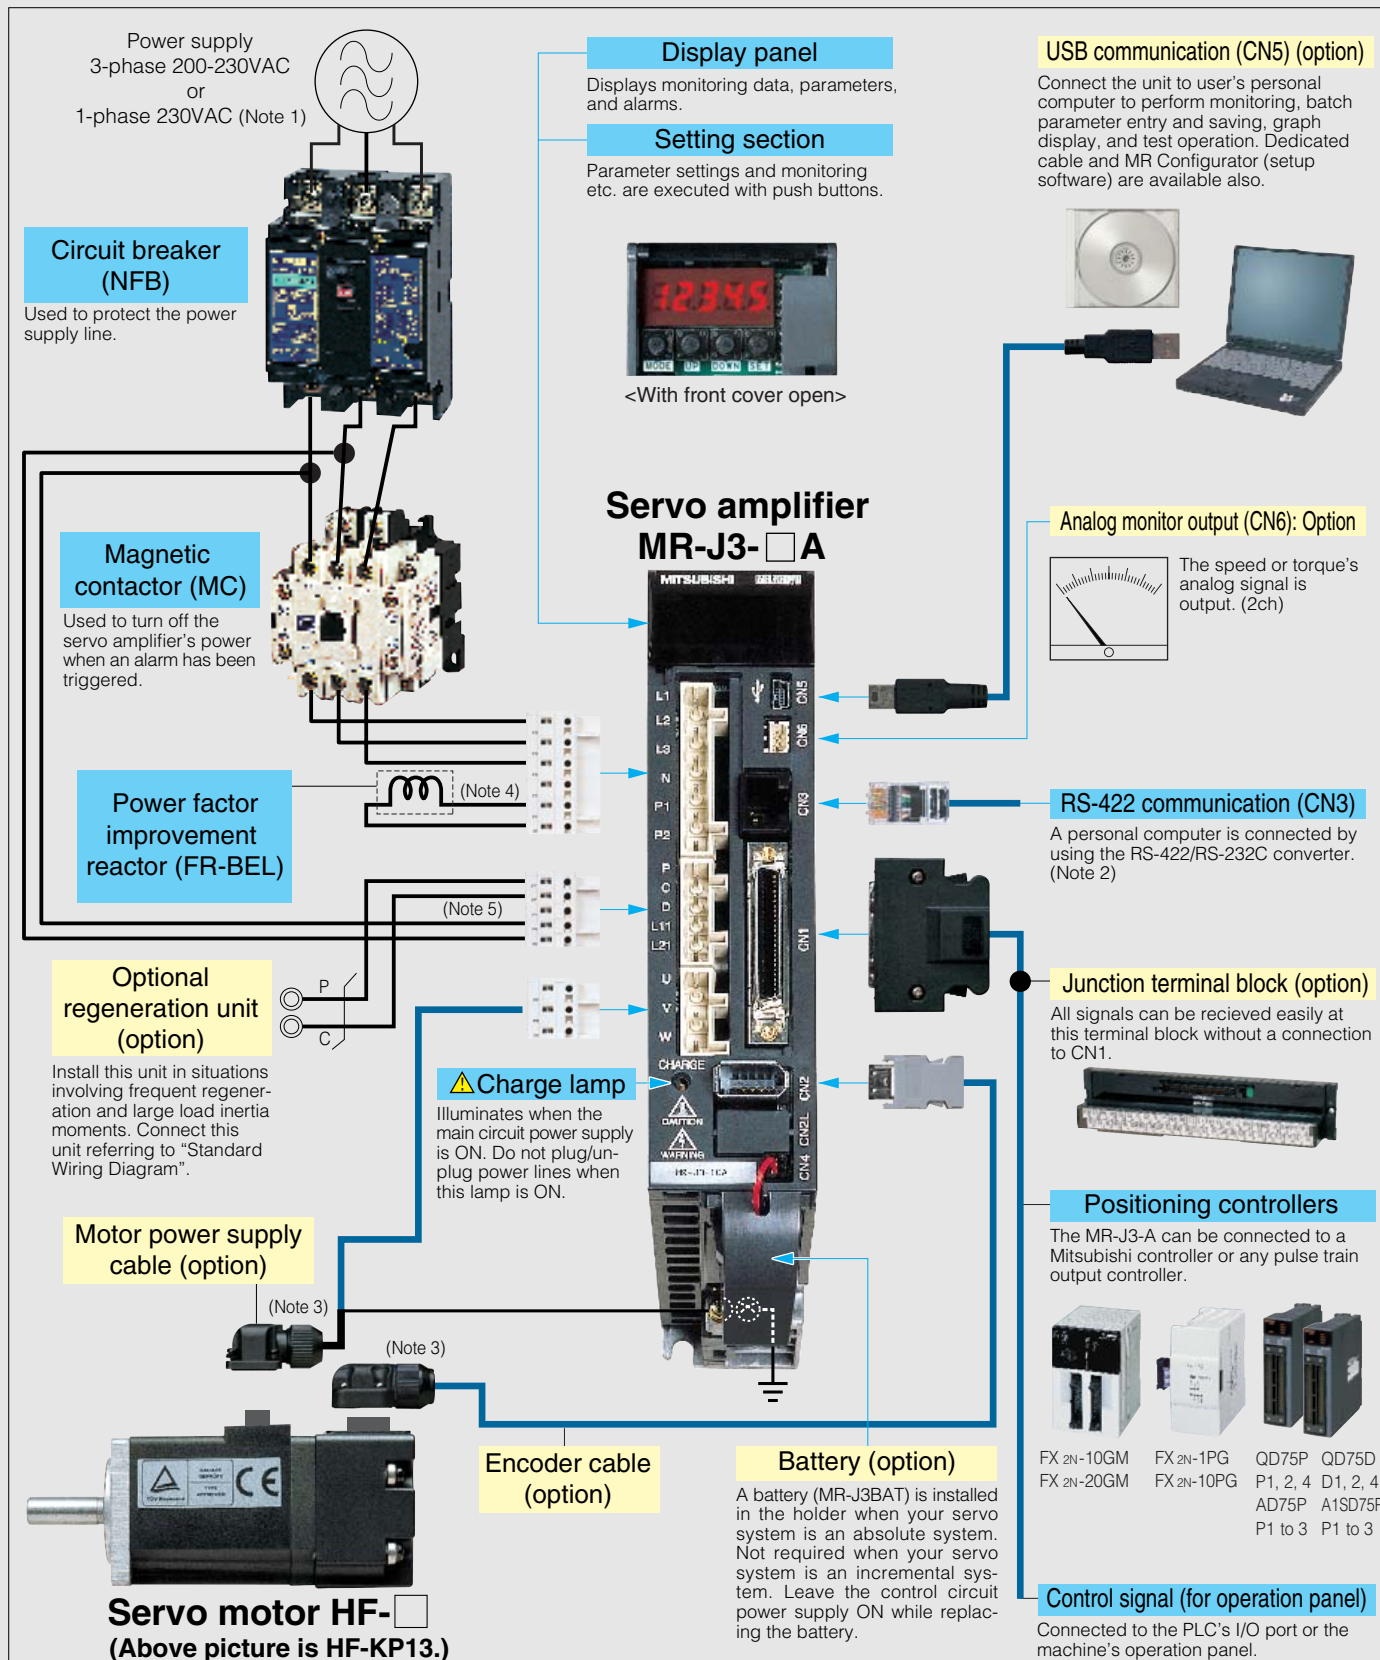 Power supply
3-phase 200-230VAC
or
1-phase 230VAC (Note 1)
Circuit breaker
(NFB)
Used to protect the power
supply line.
Magnetic
contactor (MC)
Used to turn off the
servo amplifier's power
when an alarm has been
triggered.
Power factor
improvement
reactor (FR-BEL)
(Note 4)
(Note 5)
Optional
regeneration unit
(option)
P
C
Install this unit in situations
involving frequent regener-
ation and large load inertia
moments. Connect this
unit referring to “Standard
Wiring Diagram”.
Motor power supply
cable (option)
(Note 3)
(Note 3)
Encoder cable
(option)
Servo motor HF-□
(Above picture is HF-KP13.)
Display panel
Displays monitoring data, parameters,
and alarms.
Setting section
Parameter settings and monitoring
etc. are executed with push buttons.
12345
MODE UP DOWN SET
<With front cover open>
Servo amplifier
MR-J3-□A
MITSUBISHI
L1
L2
L3
N
P1
P2
P
C
D
L11
L21
U
V
W
CHARGE
CAUTION
WARNING
CN5
CN6
CN3
CN1
CN2
CN2L
CN4
Charge lamp
Illuminates when the
main circuit power supply
is ON. Do not plug/un-
plug power lines when
this lamp is ON.
Battery (option)
A battery (MR-J3BAT) is installed
in the holder when your servo
system is an absolute system.
Not required when your servo
system is an incremental sys-
tem. Leave the control circuit
power supply ON while replac-
ing the battery.
USB communication (CN5) (option)
Connect the unit to user's personal
computer to perform monitoring, batch
parameter entry and saving, graph
display, and test operation. Dedicated
cable and MR Configurator (setup
software) are available also.
Analog monitor output (CN6): Option
The speed or torque's
analog signal is
output. (2ch)
RS-422 communication (CN3)
A personal computer is connected by
using the RS-422/RS-232C converter.
(Note 2)
Junction terminal block (option)
All signals can be recieved easily at
this terminal block without a connection
to CN1.
Positioning controllers
The MR-J3-A can be connected to a
Mitsubishi controller or any pulse train
output controller.
FX 2N-10GM FX 2N-1PG QD75P QD75D
FX 2N-20GM FX 2N-10PG P1, 2, 4 D1, 2, 4
AD75P A1SD75P
P1 to 3 P1 to 3
Control signal (for operation panel)
Connected to the PLC's I/O port or the
machine's operation panel.